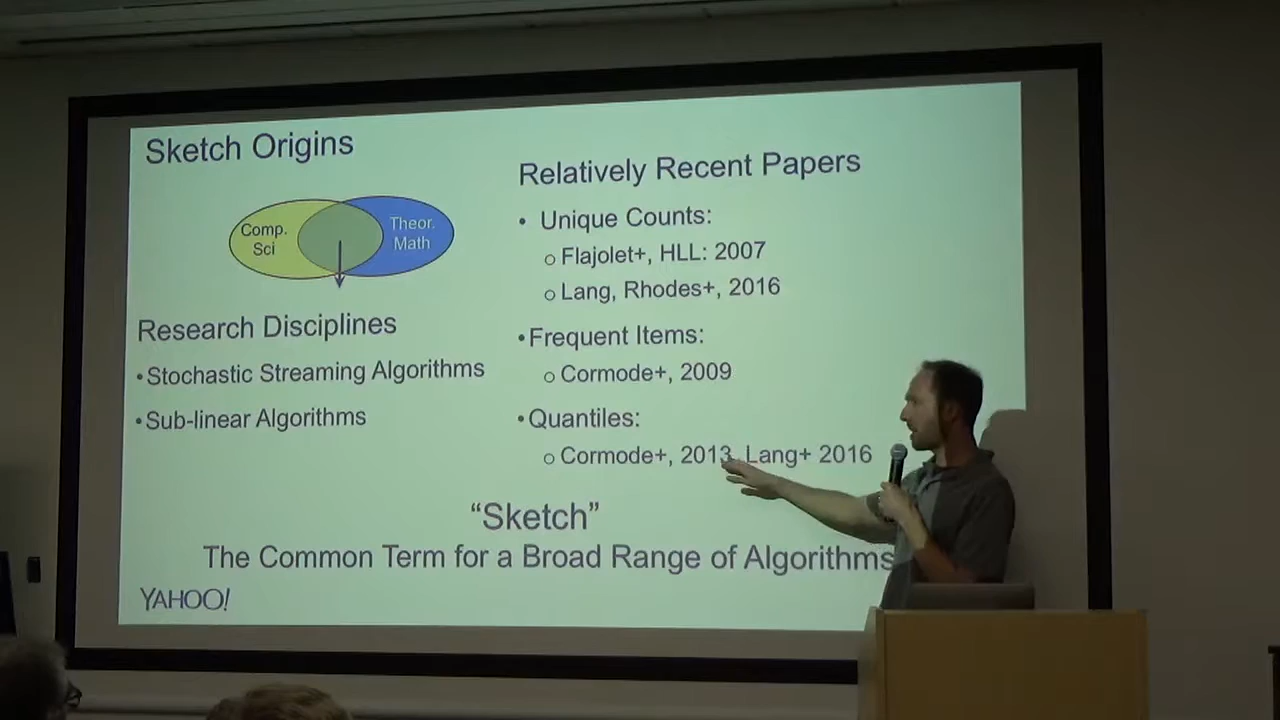 Sketch Origins
Comp.
Sci
Theor.
Math
Research Disciplines
•Stochastic Streaming Algorithms
•Sub-linear Algorithms
Relatively Recent Papers
• Unique Counts:
o Flajolet+, HLL: 2007
o Lang, Rhodes+, 2016
•Frequent Items:
o Cormode+, 2009
•Quantiles:
o Cormode+, 2013, Lang+ 2016
“Sketch”
The Common Term for a Broad Range of Algorithms
YAHOO!